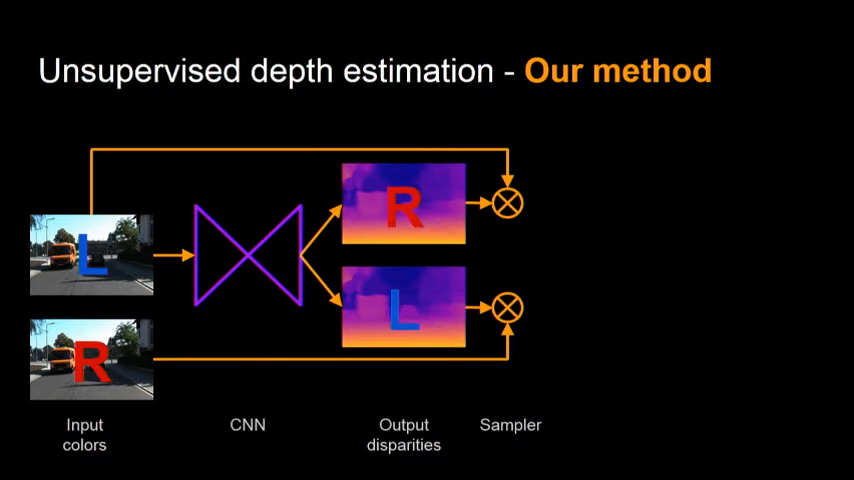 Unsupervised depth estimation - Our method
R
L
L
R
Input
colors
CNN
Output
disparities
Sampler